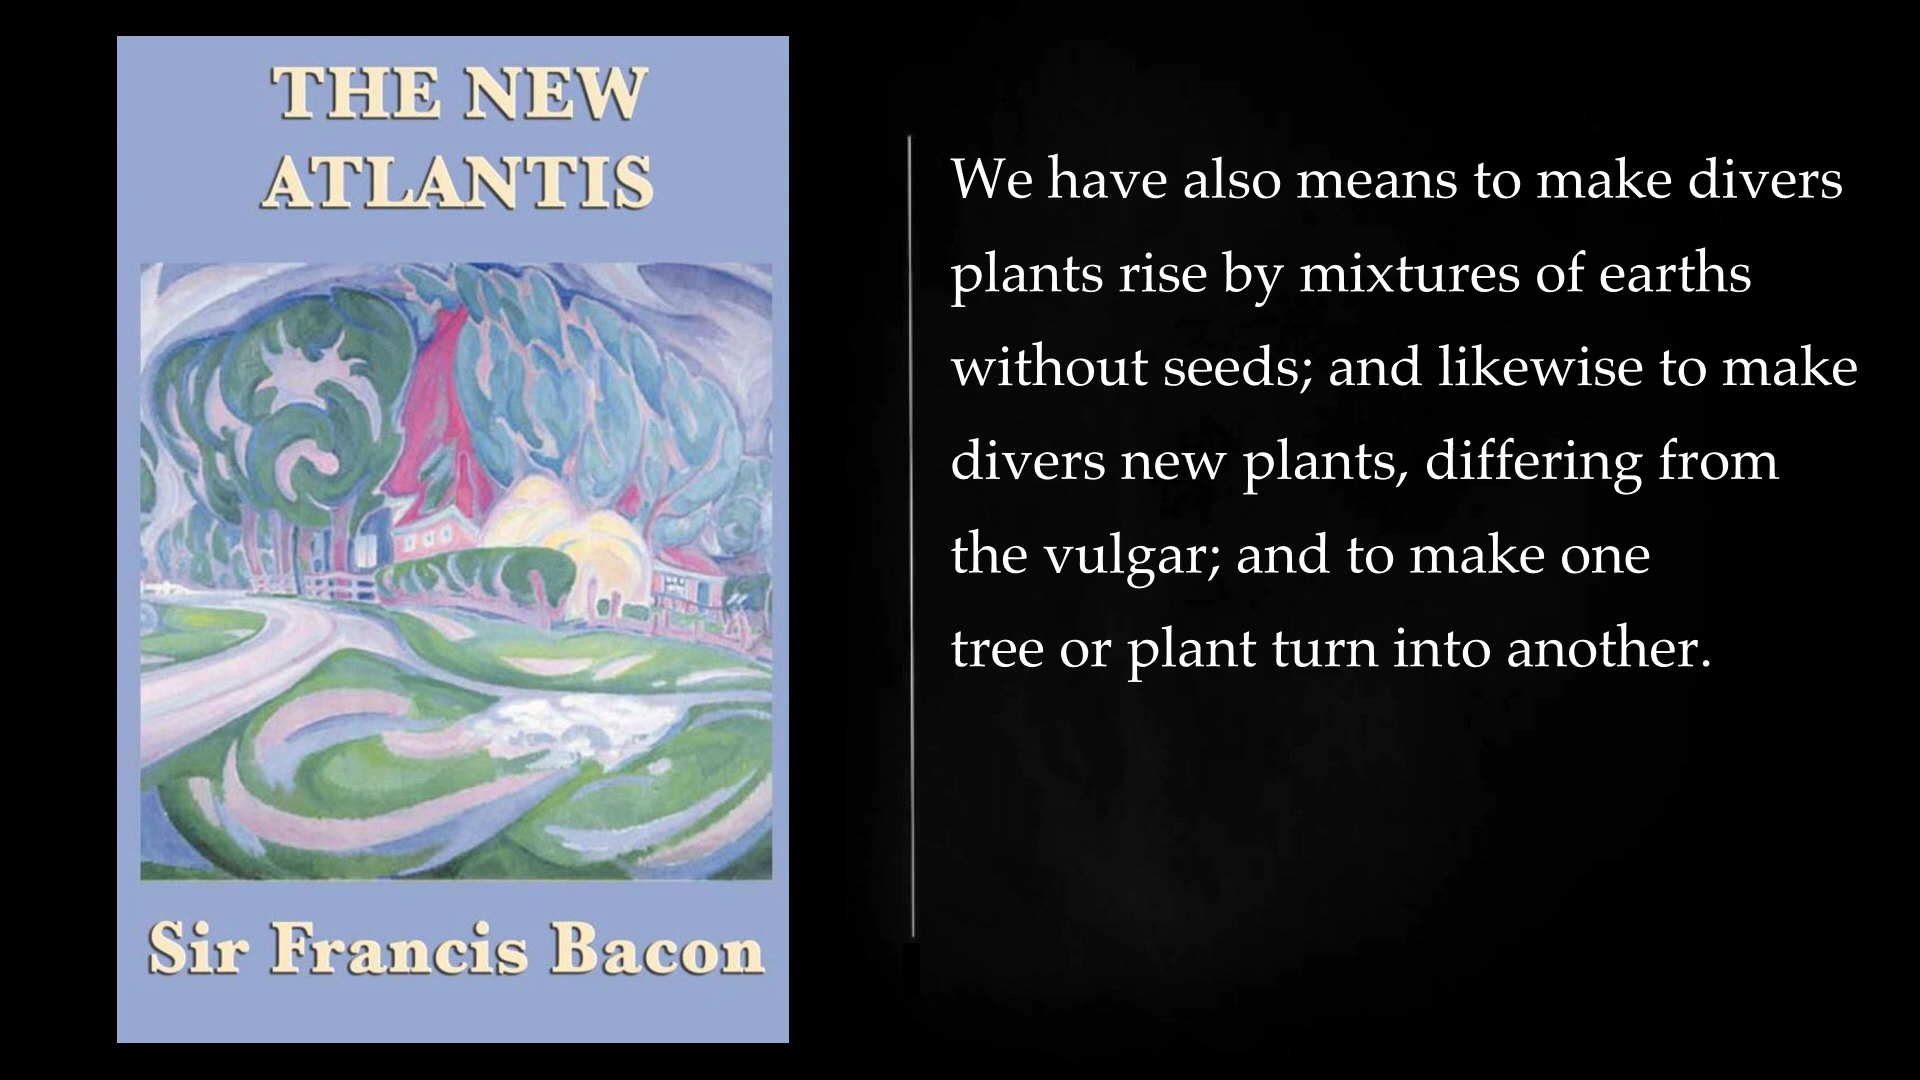 THE NEW
ATLANTIS
Sir Francis Bacon
We have also means to make divers
plants rise by mixtures of earths
without seeds; and likewise to make
divers new plants, differing from
the vulgar; and to make one
tree or plant turn into another.